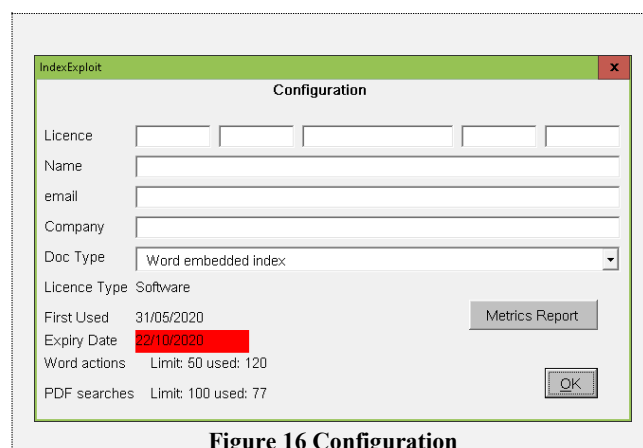 IndexExploit x
Configuration
Licence
Name
email
Company
Doc Type Word embedded index
Licence Type Software
First Used 31/05/2020 Metrics Report
Expiry Date 22/10/2020
Word actions Limit: 50 used: 120
PDF searches Limit: 100 used: 77 OK
Figure 16 Configuration